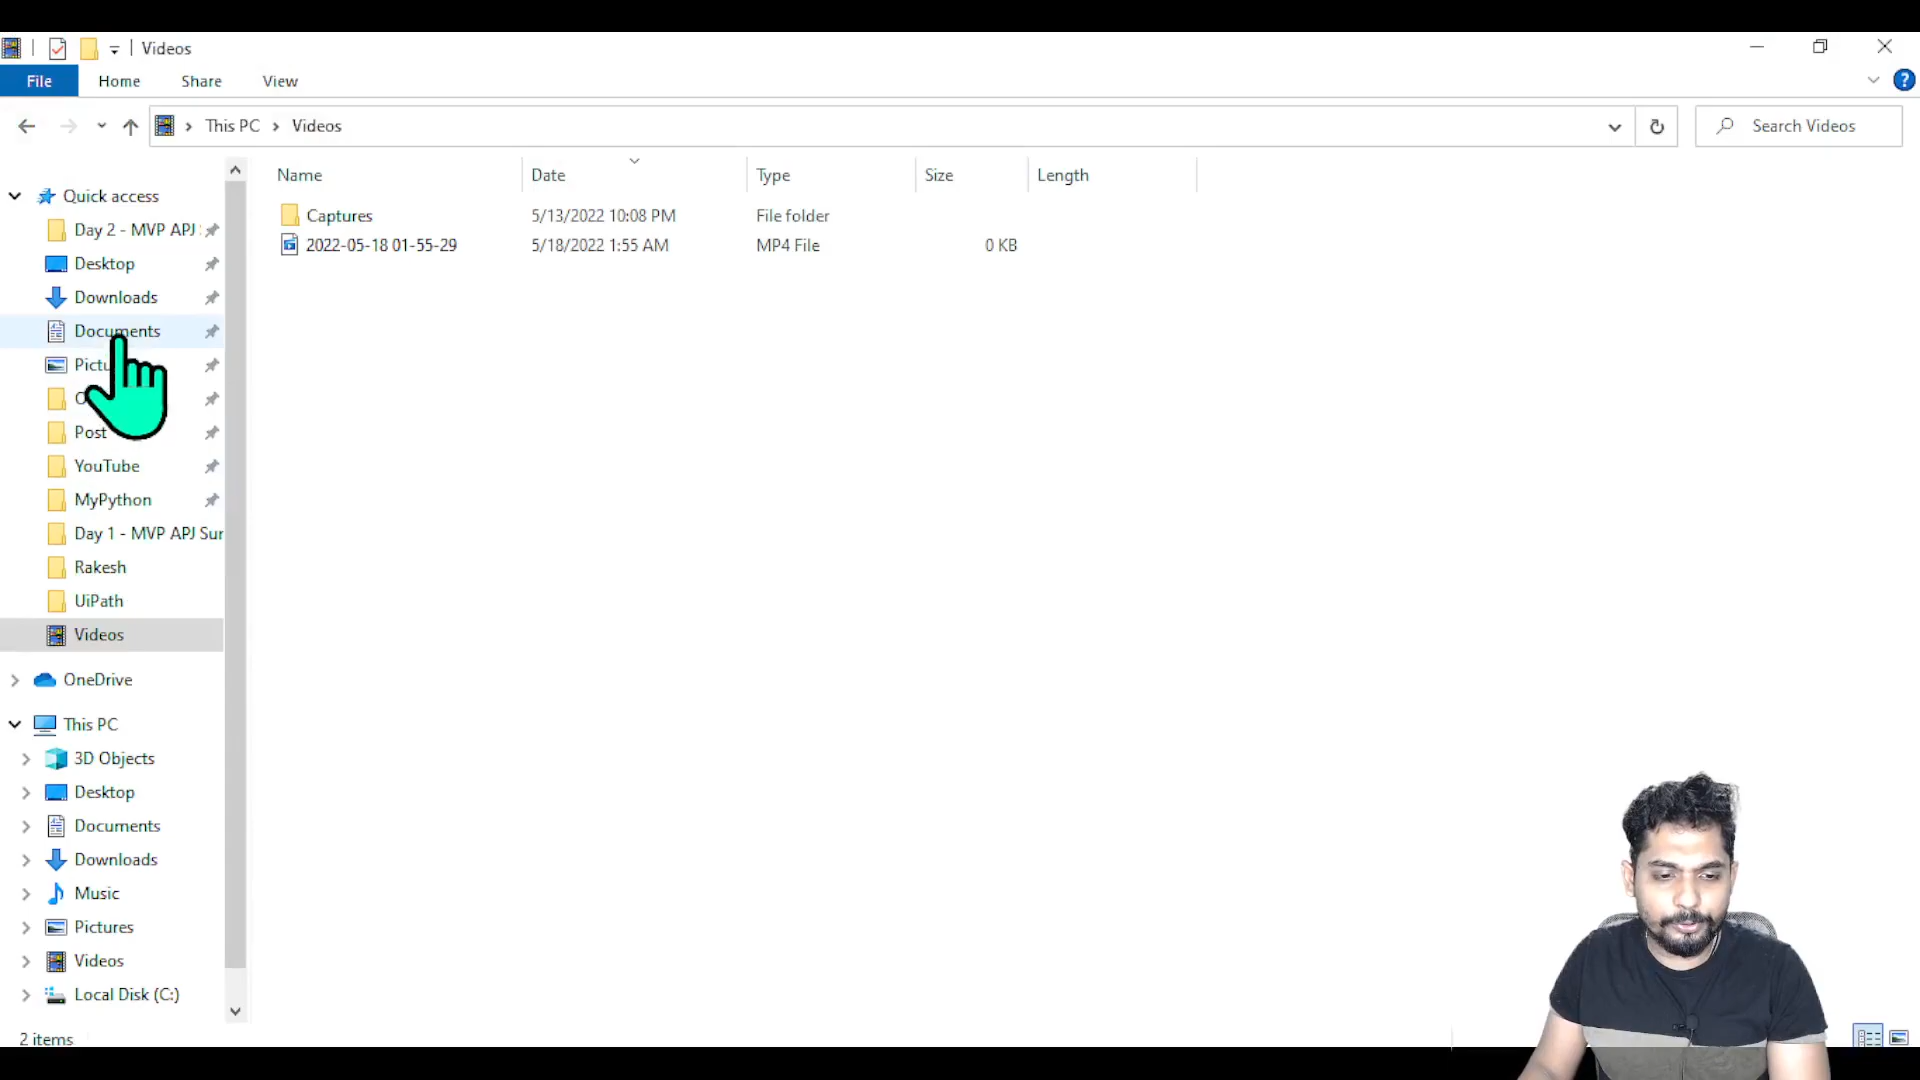 Videos
File Home Share View
This PC > Videos
Search Videos
Name Date Type Size Length
Captures 5/13/2022 10:08 PM File folder
2022-05-18 01-55-29 5/18/2022 1:55 AM MP4 File 0 KB
Quick access
Day 2 - MVP APJ
Desktop
Downloads
Documents
Post
YouTube
MyPython
Day 1 - MVP APJ Sur
Rakesh
UiPath
Videos
OneDrive
This PC
3D Objects
Desktop
Documents
Downloads
Music
Pictures
Videos
Local Disk (C:)
2 items